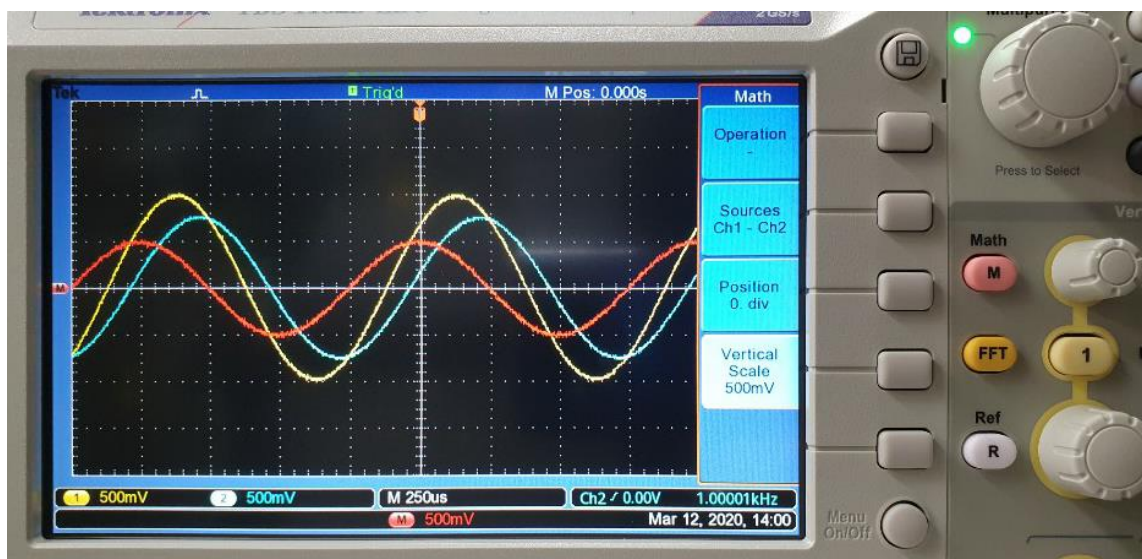 2 GS/s
Tek Trig'd M Pos: 0.000s
Math
Operation
-
Sources
Ch1 - Ch2
Position
0. div
Vertical
Scale
500mV
M
1 500mV 2 500mV M 250us Ch2 / 0.00V 1.00001kHz
M 500mV Mar 12, 2020, 14:00
Press to Select
Math
M
FFT
1
Ref
R
Menu
On/Off